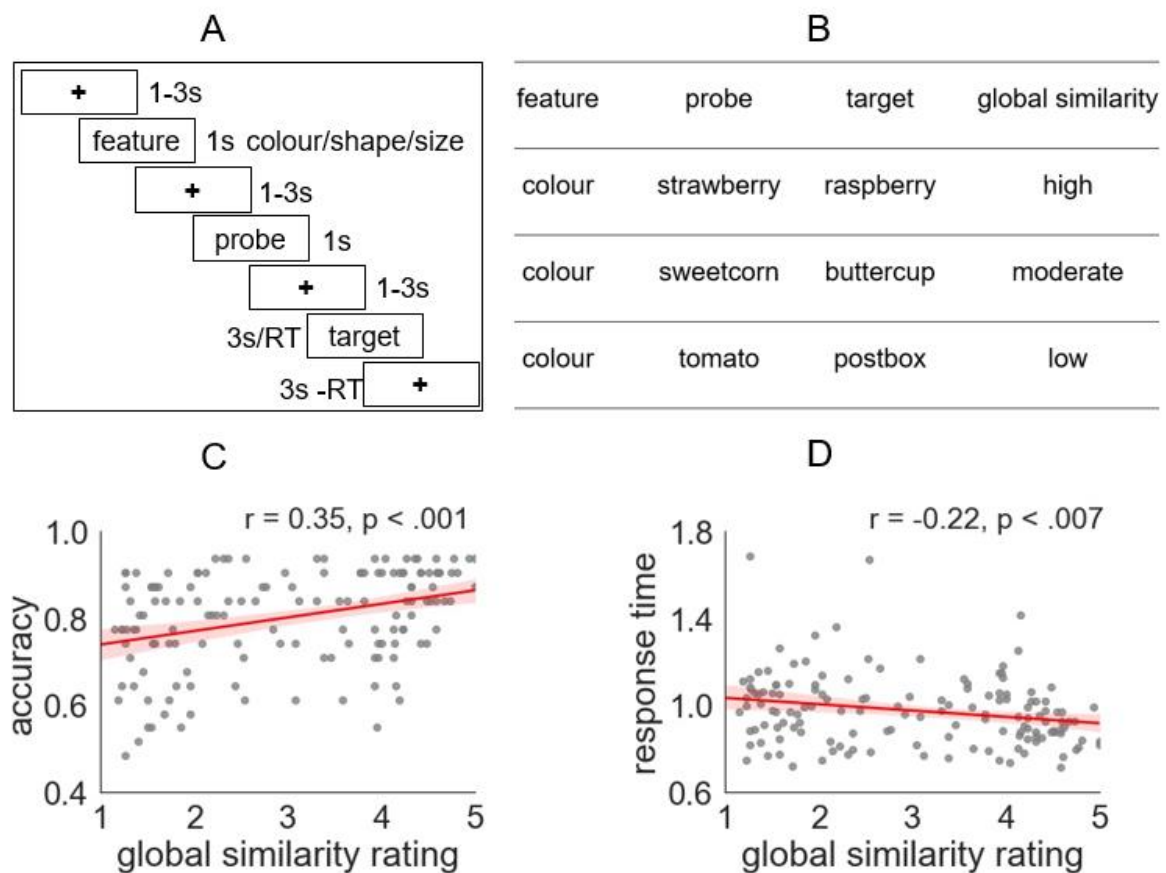 A
B
+ 1-3s
feature 1s colour/shape/size
+ 1-3s
probe 1s
+ 1-3s
3s/RT target
3s -RT +
feature probe target global similarity
colour strawberry raspberry high
colour sweetcorn buttercup moderate
colour tomato postbox low
C
r = 0.35, p < .001
1.0
0.8
0.6
0.4
accuracy
1 2 3 4 5
global similarity rating
D
r = -0.22, p < .007
1.8
1.4
1.0
0.6
response time
1 2 3 4 5
global similarity rating